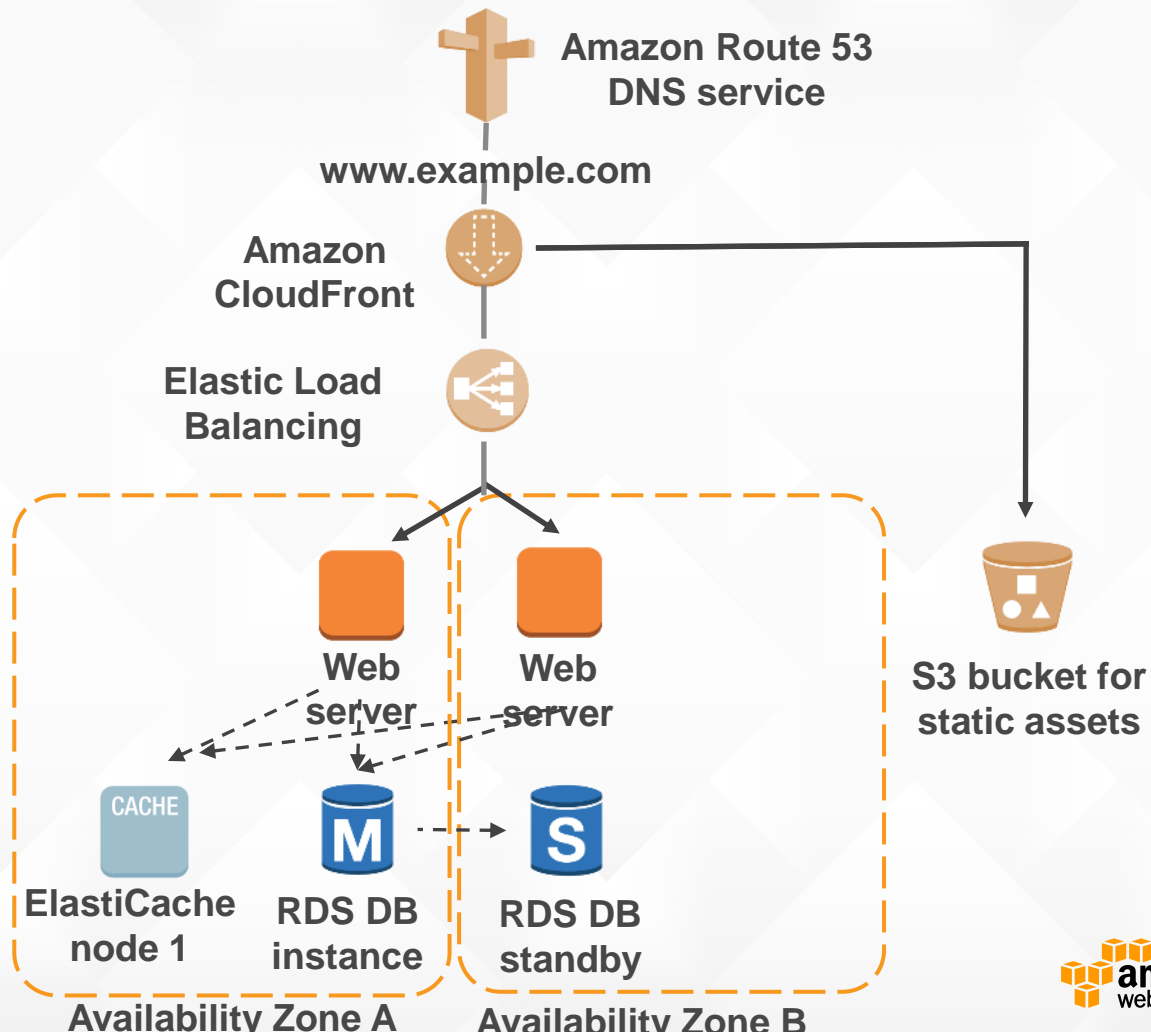 Amazon Route 53
DNS service
www.example.com
Amazon
CloudFront
Elastic Load
Balancing
Web
server
Web
server
S3 bucket for
static assets
CACHE
M
S
ElastiCache
node 1
RDS DB
instance
RDS DB
standby
Availability Zone A
Availability Zone B